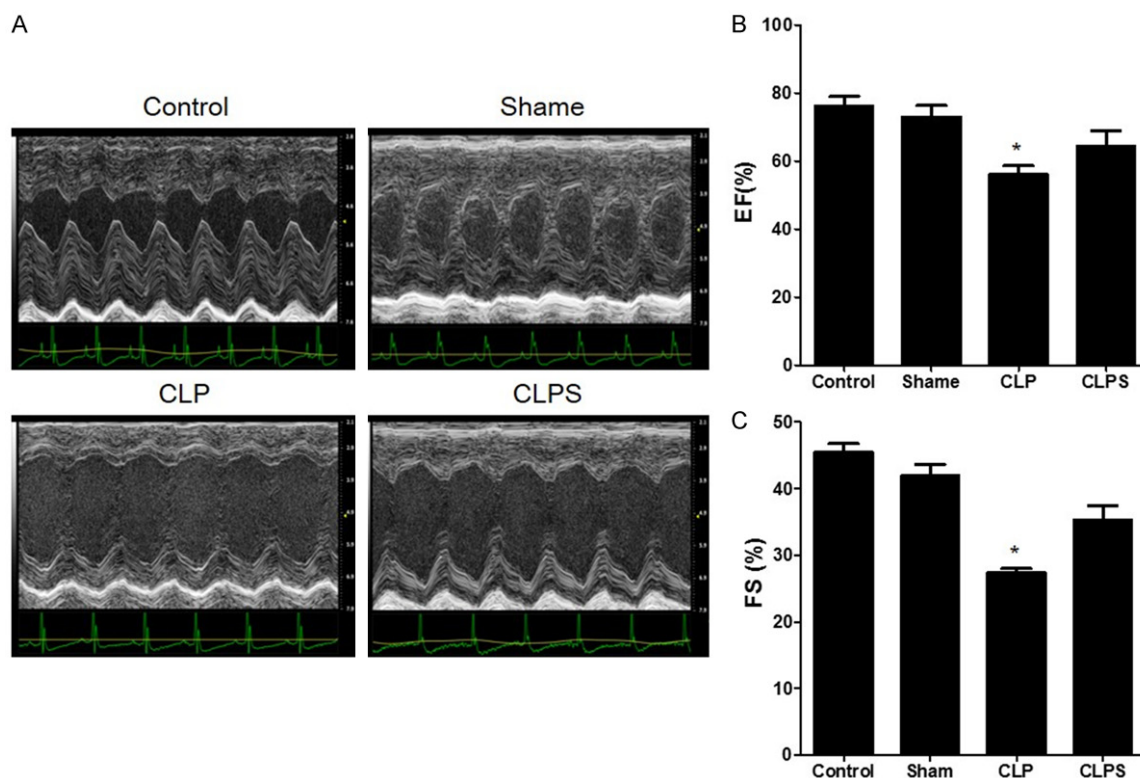 A
Control
Shame
CLP
CLPS
B
EF(%)
100
80
60
40
20
0
*
Control
Shame
CLP
CLPS
C
FS (%)
50
40
30
20
10
0
*
Control
Sham
CLP
CLPS